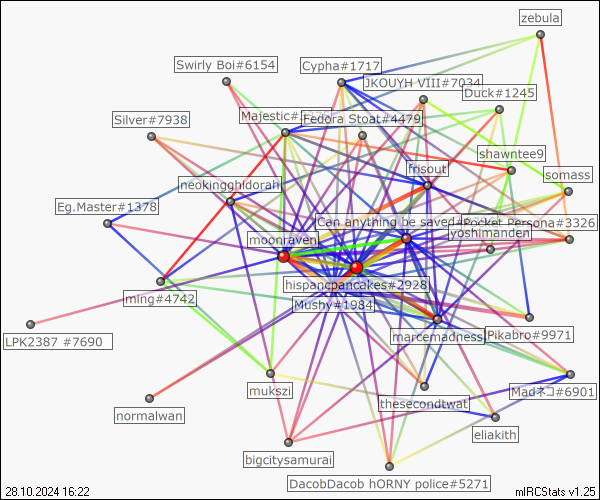 zebula
Swirly Boi#6154
Cypha#1717
JKOUYH VIII#7034
Duck#1245
Silver#7938
Majestic#
Fedora Stoat#4479
shawntee9
frisout
somass
neokingghidorah
Eg.Master#1378
Can anything be saved
Pocket Persona#3326
moonraven
yoshimanden
hispancpancakes#2928
ming#4742
Mushy#1984
LPK2387 #7690
marcemadness
Pikabro#9971
mukszi
thesecondtwat
Madネコ#6901
normalwan
eliakith
bigcitysamurai
DacobDacob hORNY police#5271
28.10.2024 16:22
mIRCStats v1.25